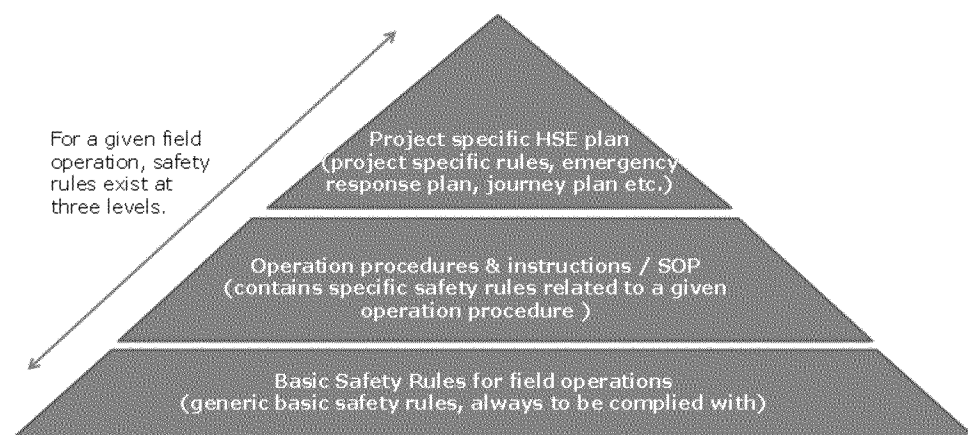 For a given field
operation, safety
rules exist at
three levels.
Project specific HSE plan
(project specific rules, emergency
response plan, journey plan etc.)
Operation procedures & instructions / SOP
(contains specific safety rules related to a given
operation procedure )
Basic Safety Rules for field operations
(generic basic safety rules, always to be complied with)